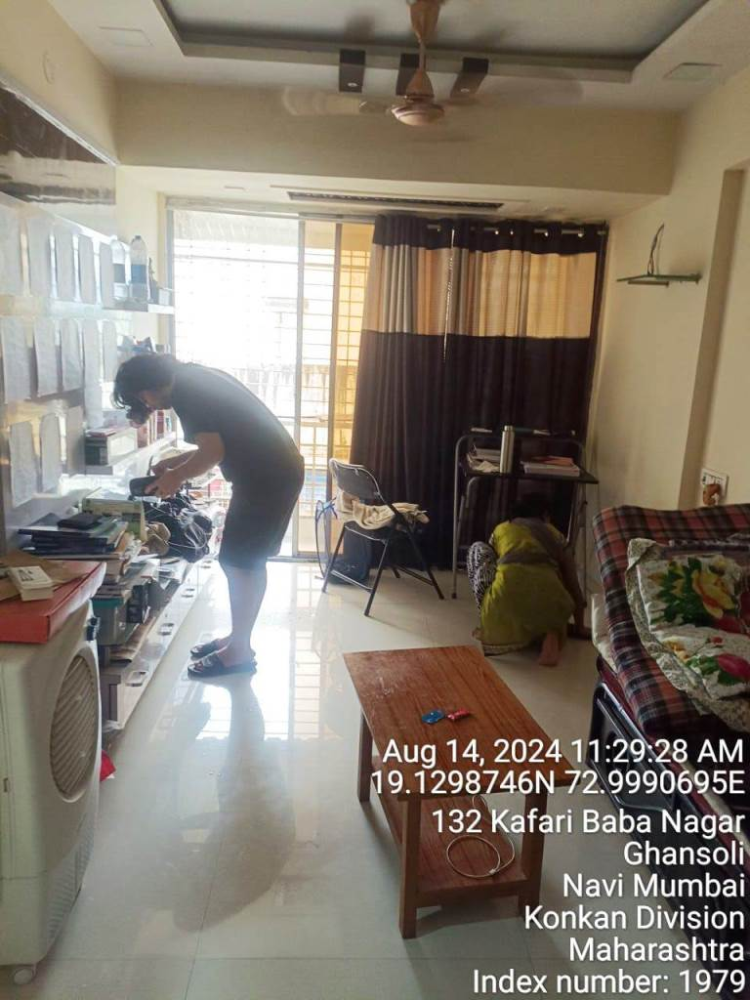 Aug 14, 2024 11:29:28 AM
19.1298746N 72.9990695E
132 Kafari Baba Nagar
Ghansoli
Navi Mumbai
Konkan Division
Maharashtra
Index number: 1979